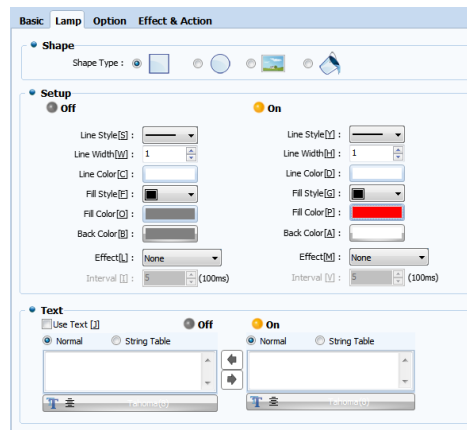 Basic Lamp Option Effect & Action
Shape
Shape Type :
Setup
Off On
Line Style[S] : Line Style[Y] :
Line Width[W] : 1 Line Width[H] : 1
Line Color[C] : Line Color[D] :
Fill Style[F] : Fill Style[G] :
Fill Color[O] : Fill Color[P] :
Back Color[B] : Back Color[A] :
Effect[L] : None Effect[M] : None
Interval [I] : 5 (100ms) Interval [V] : 5 (100ms)
Text
Use Text [J] Off On
Normal String Table Normal String Table